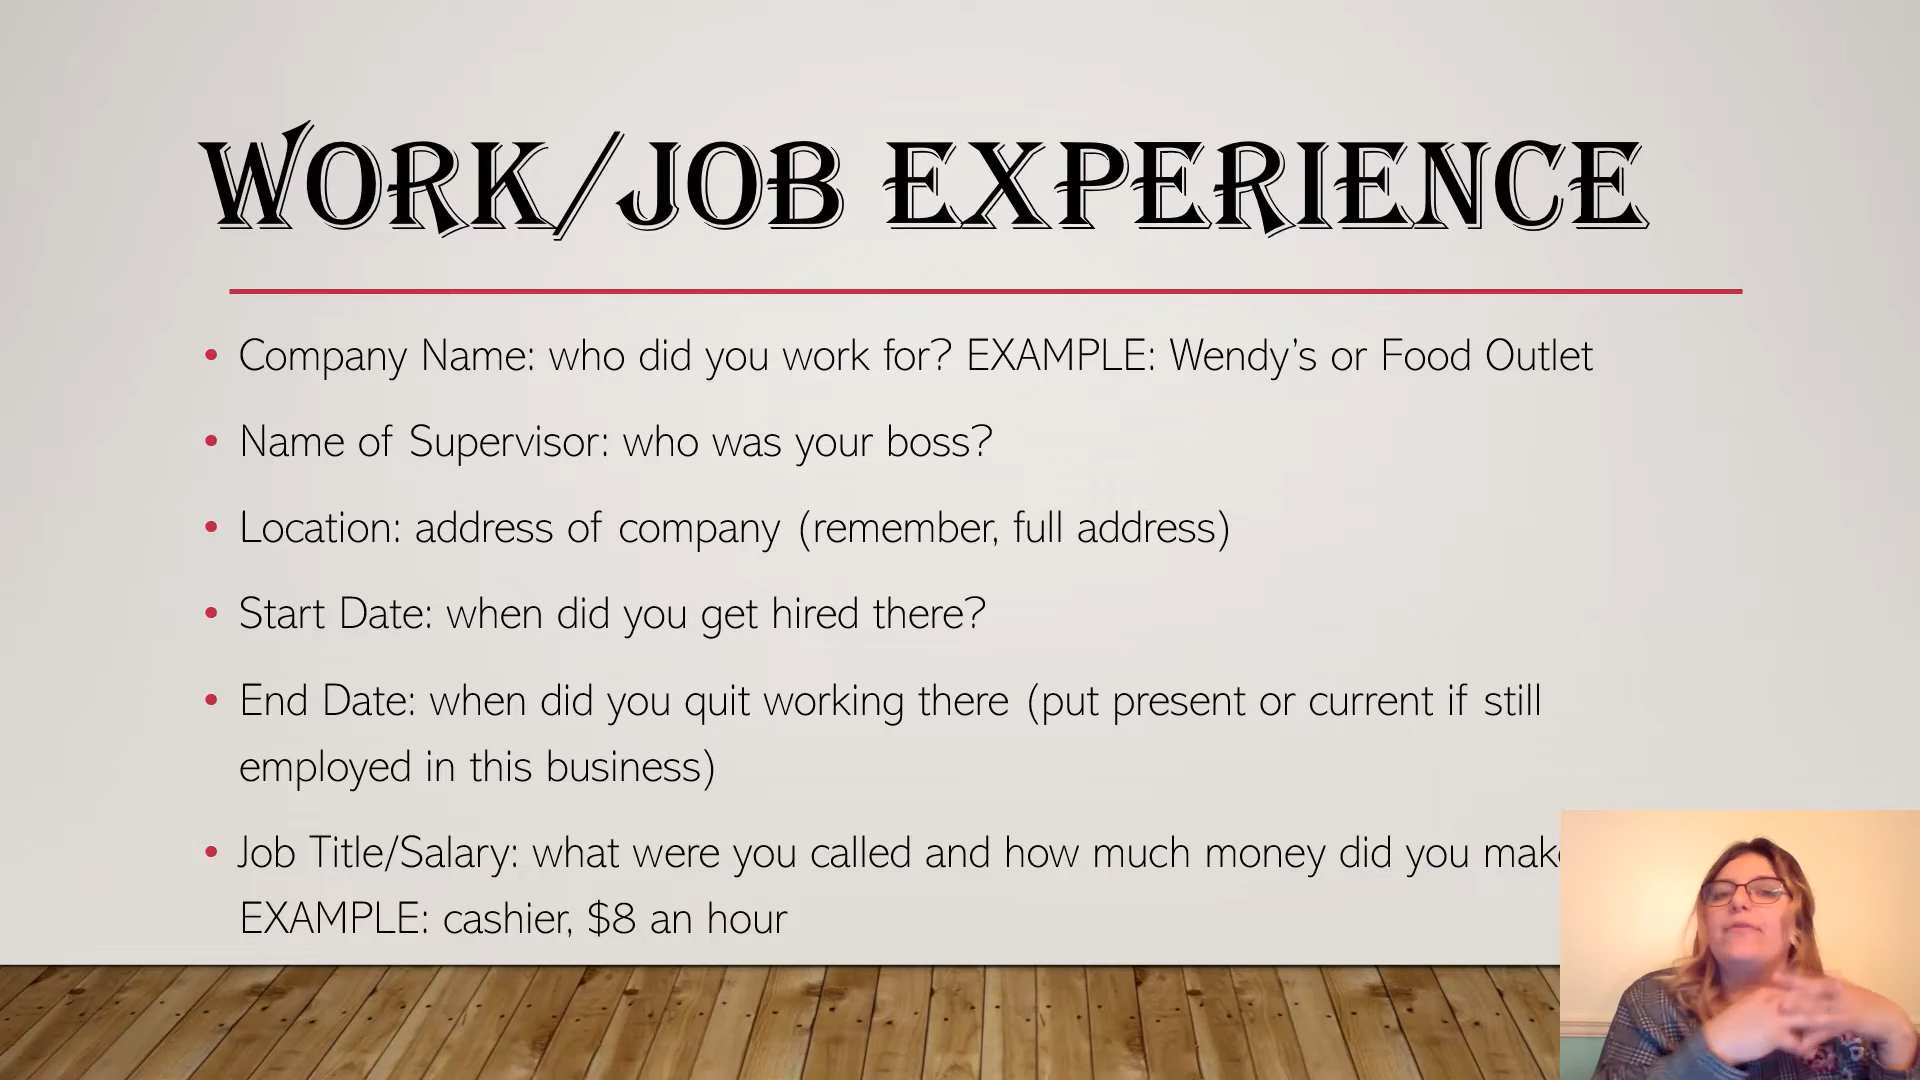 WORK/JOB EXPERIENCE
• Company Name: who did you work for? EXAMPLE: Wendy's or Food Outlet
• Name of Supervisor: who was your boss?
• Location: address of company (remember, full address)
• Start Date: when did you get hired there?
• End Date: when did you quit working there (put present or current if still
employed in this business)
• Job Title/Salary: what were you called and how much money did you make
EXAMPLE: cashier, $8 an hour